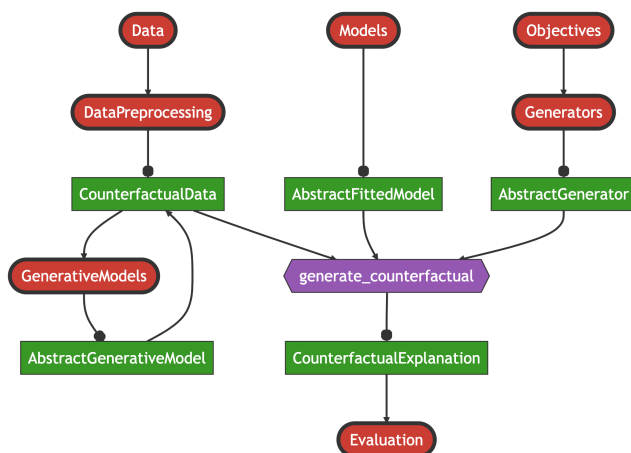 Data
Models
Objectives
DataPreprocessing
Generators
CounterfactualData
AbstractFittedModel
AbstractGenerator
GenerativeModels
generate_counterfactual
AbstractGenerativeModel
CounterfactualExplanation
Evaluation